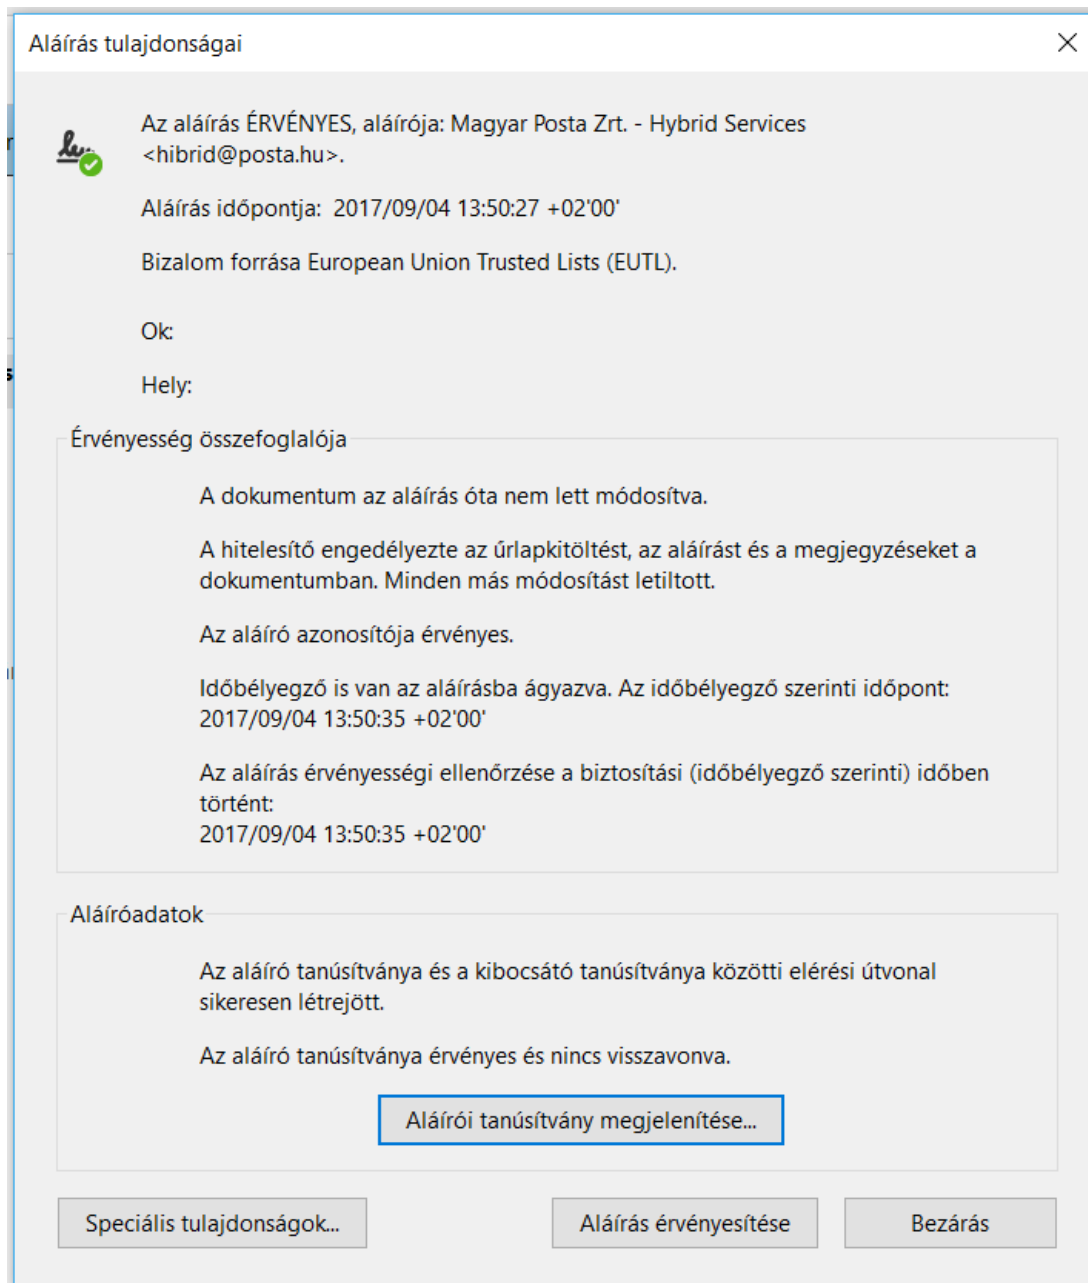 Aláírás tulajdonságai
Az aláírás ÉRVÉNYES, aláírója: Magyar Posta Zrt. - Hybrid Services
<hibrid@posta.hu>.
Aláírás időpontja:  2017/09/04 13:50:27 +02'00'
Bizalom forrása European Union Trusted Lists (EUTL).
Ok:
Hely:
Érvényesség összefoglalója
A dokumentum az aláírás óta nem lett módosítva.
A hitelesítő engedélyezte az űrlapkitöltést, az aláírást és a megjegyzéseket a
dokumentumban. Minden más módosítást letiltott.
Az aláíró azonosítója érvényes.
Időbélyegző is van az aláírásba ágyazva. Az időbélyegző szerinti időpont:
2017/09/04 13:50:35 +02'00'
Az aláírás érvényességi ellenőrzése a biztosítási (időbélyegző szerinti) időben
történt:
2017/09/04 13:50:35 +02'00'
Aláíróadatok
Az aláíró tanúsítványa és a kibocsátó tanúsítványa közötti elérési útvonal
sikeresen létrejött.
Az aláíró tanúsítványa érvényes és nincs visszavonva.
Aláírói tanúsítvány megjelenítése...
Speciális tulajdonságok...
Aláírás érvényesítése
Bezárás